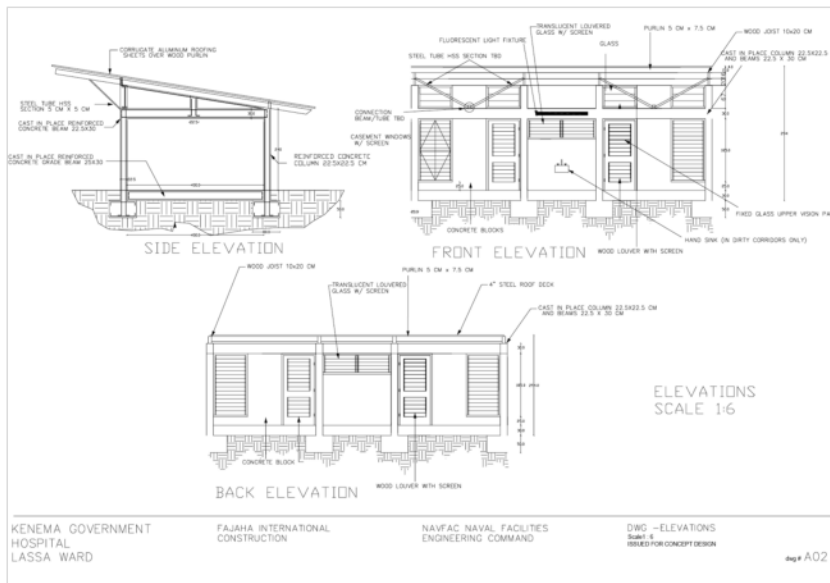 CORRUGATE ALUMINUM ROOFING
SHEETS OVER WOOD PURLIN
STEEL TUBE HSS
SECTION 5 CM X 5 CM
CAST IN PLACE REINFORCED
CONCRETE BEAM 22.5X30
CAST IN PLACE REINFORCED
CONCRETE GRADE BEAM 25X30
REINFORCED CONCRETE
COLUMN 22.5X22.5 CM
SIDE ELEVATION
TRANSLUCENT LOUVERED
GLASS W/ SCREEN
FLUORESCENT LIGHT FIXTURE
STEEL TUBE HSS SECTION TBD
GLASS
PURLIN 5 CM x 7.5 CM
WOOD JOIST 10x20 CM
CAST IN PLACE COLUMN 22.5X22.5
AND BEAMS 22.5 X 30 CM
CONNECTION
BEAM/TUBE TBD
CASEMENT WINDOWS
W/ SCREEN
CONCRETE BLOCKS
WOOD LOUVER WITH SCREEN
HAND SINK (IN DIRTY CORRIDORS ONLY)
FIXED GLASS UPPER VISION PA
FRONT ELEVATION
WOOD JOIST 10x20 CM
TRANSLUCENT LOUVERED
GLASS W/ SCREEN
PURLIN 5 CM x 7.5 CM
4" STEEL ROOF DECK
CAST IN PLACE COLUMN 22.5X22.5 CM
AND BEAMS 22.5 X 30 CM
CONCRETE BLOCK
WOOD LOUVER WITH SCREEN
BACK ELEVATION
ELEVATIONS
SCALE 1:6
KENEMA GOVERNMENT
HOSPITAL
LASSA WARD
FAJAHA INTERNATIONAL
CONSTRUCTION
NAVFAC NAVAL FACILITIES
ENGINEERING COMMAND
DWG -ELEVATIONS
Scale1 : 6
ISSUED FOR CONCEPT DESIGN
dwg # A02